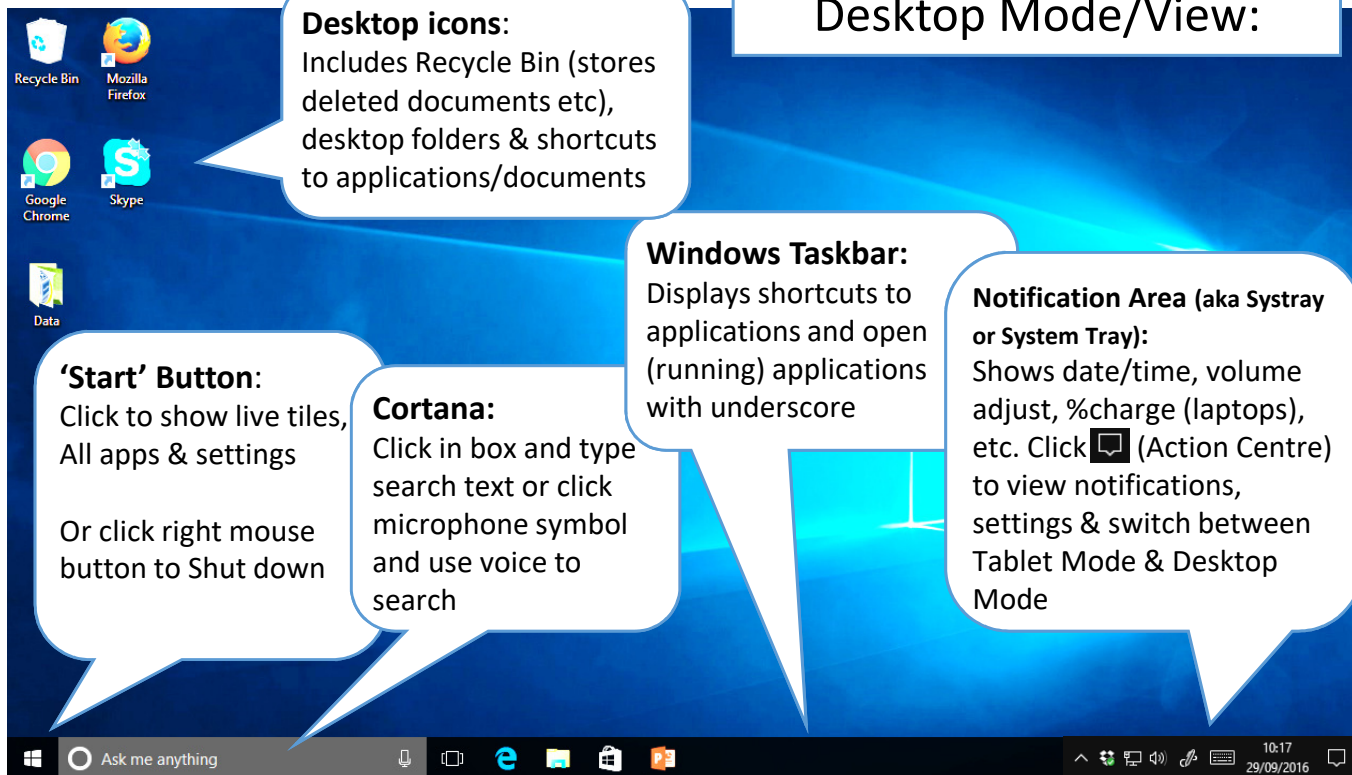 Desktop Mode/View:
Desktop icons:
Includes Recycle Bin (stores
deleted documents etc),
desktop folders & shortcuts
to applications/documents
Recycle Bin
Mozilla
Firefox
Google
Chrome
Skype
Data
Windows Taskbar:
Displays shortcuts to
applications and open
(running) applications
with underscore
Notification Area (aka Systray
or System Tray):
Shows date/time, volume
adjust, %charge (laptops),
etc. Click (Action Centre)
to view notifications,
settings & switch between
Tablet Mode & Desktop
Mode
‘Start’ Button:
Click to show live tiles,
All apps & settings
Or click right mouse
button to Shut down
Cortana:
Click in box and type
search text or click
microphone symbol
and use voice to
search
Ask me anything
10:17
29/09/2016